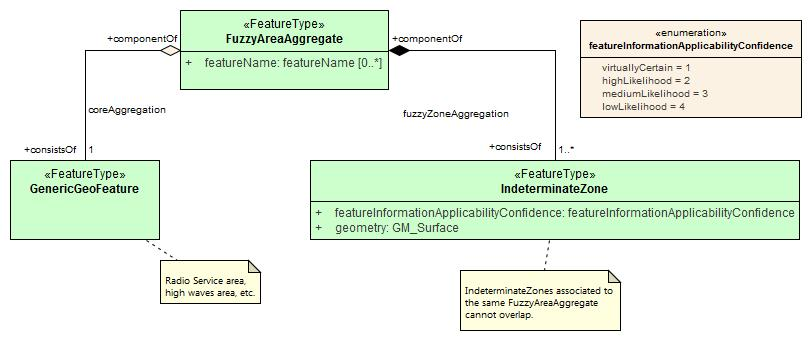 «FeatureType»
FuzzyAreaAggregate
+ featureName: featureName [0..*]
«enumeration»
featureInformationApplicabilityConfidence
virtuallyCertain = 1
highLikelihood = 2
mediumLikelihood = 3
lowLikelihood = 4
+componentOf
+componentOf
coreAggregation
fuzzyZoneAggregation
+consistsOf
1
+consistsOf
1..*
«FeatureType»
GenericGeoFeature
«FeatureType»
IndeterminateZone
+ featureInformationApplicabilityConfidence: featureInformationApplicabilityConfidence
+ geometry: GM_Surface
Radio Service area,
high waves area, etc.
IndeterminateZones associated to
the same FuzzyAreaAggregate
cannot overlap.